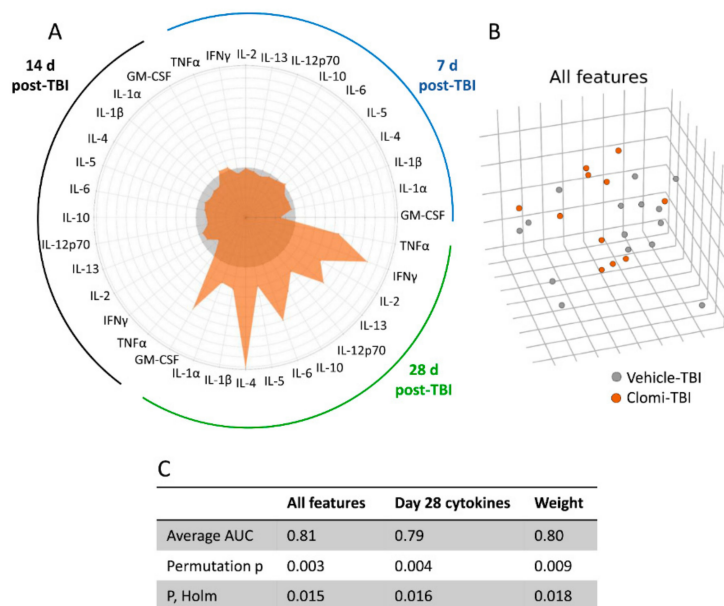 A
14 d
post-TBI
7 d
post-TBI
28 d
post-TBI
IL-2
IL-13
IL-12p70
IL-10
IL-6
IL-5
IL-4
IL-1β
IL-1α
GM-CSF
TNFα
IFNγ
IL-2
IL-13
IL-12p70
IL-10
IL-6
IL-5
IL-4
IL-1β
IL-1α
GM-CSF
TNFα
IFNγ
IL-2
IL-13
IL-12p70
IL-10
IL-6
IL-5
IL-4
IL-1β
IL-1α
GM-CSF
TNFα
IFNγ
B
All features
Vehicle-TBI
Clomi-TBI
C
All features Day 28 cytokines Weight
Average AUC 0.81 0.79 0.80
Permutation p 0.003 0.004 0.009
P, Holm 0.015 0.016 0.018